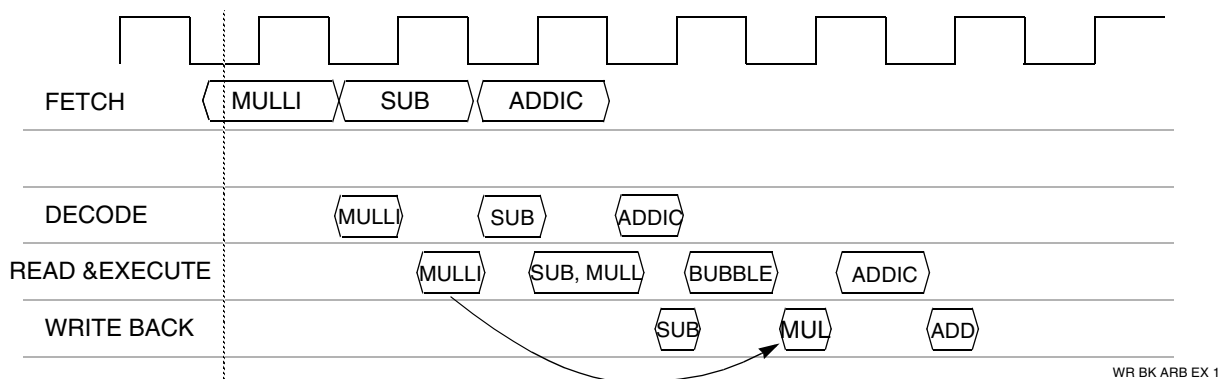 FETCH MULLI SUB ADDIC
DECODE MULLI SUB ADDIC
READ &EXECUTE MULLI SUB, MULL BUBBLE ADDIC
WRITE BACK SUB MUL ADD
WR BK ARB EX 1